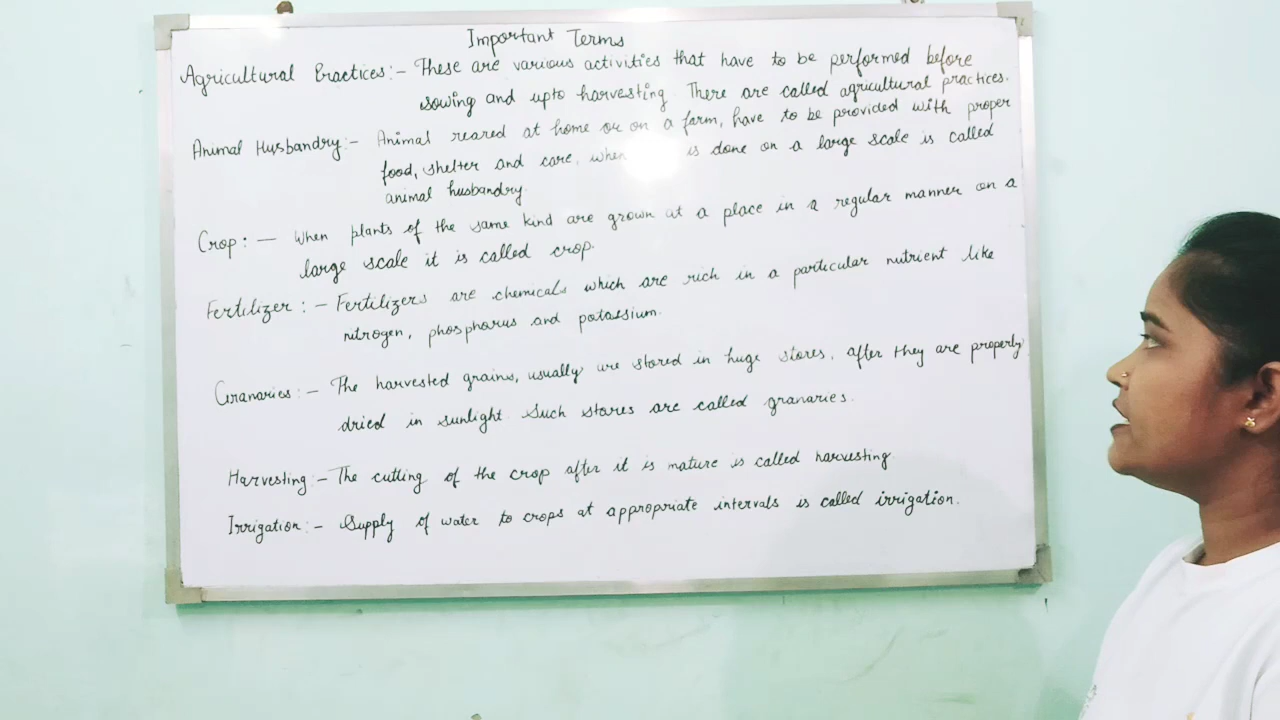 Important Terms
Agricultural Practices:- These are various activities that have to be performed before
sowing and upto harvesting. There are called agricultural practices.
Animal Husbandry:- Animal reared at home or on a farm, have to be provided with proper
food, shelter and care, when is done on a large scale is called
animal husbandry.
Crop:- When plants of the same kind are grown at a place in a regular manner on a
large scale it is called crop.
Fertilizer:- Fertilizers are chemicals which are rich in a particular nutrient like
nitrogen, phosphorus and potassium.
Granaries:- The harvested grains, usually are stored in huge stores, after they are properly
dried in sunlight. Such stores are called granaries.
Harvesting:- The cutting of the crop after it is mature is called harvesting.
Irrigation:- Supply of water to crops at appropriate intervals is called irrigation.